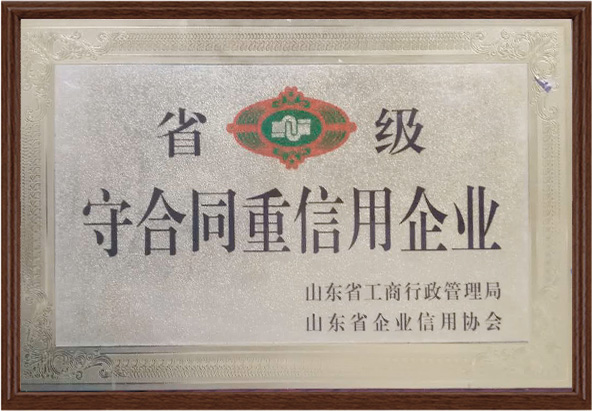 省 级
守合同重信用企业
山东省工商行政管理局
山东省企业信用协会